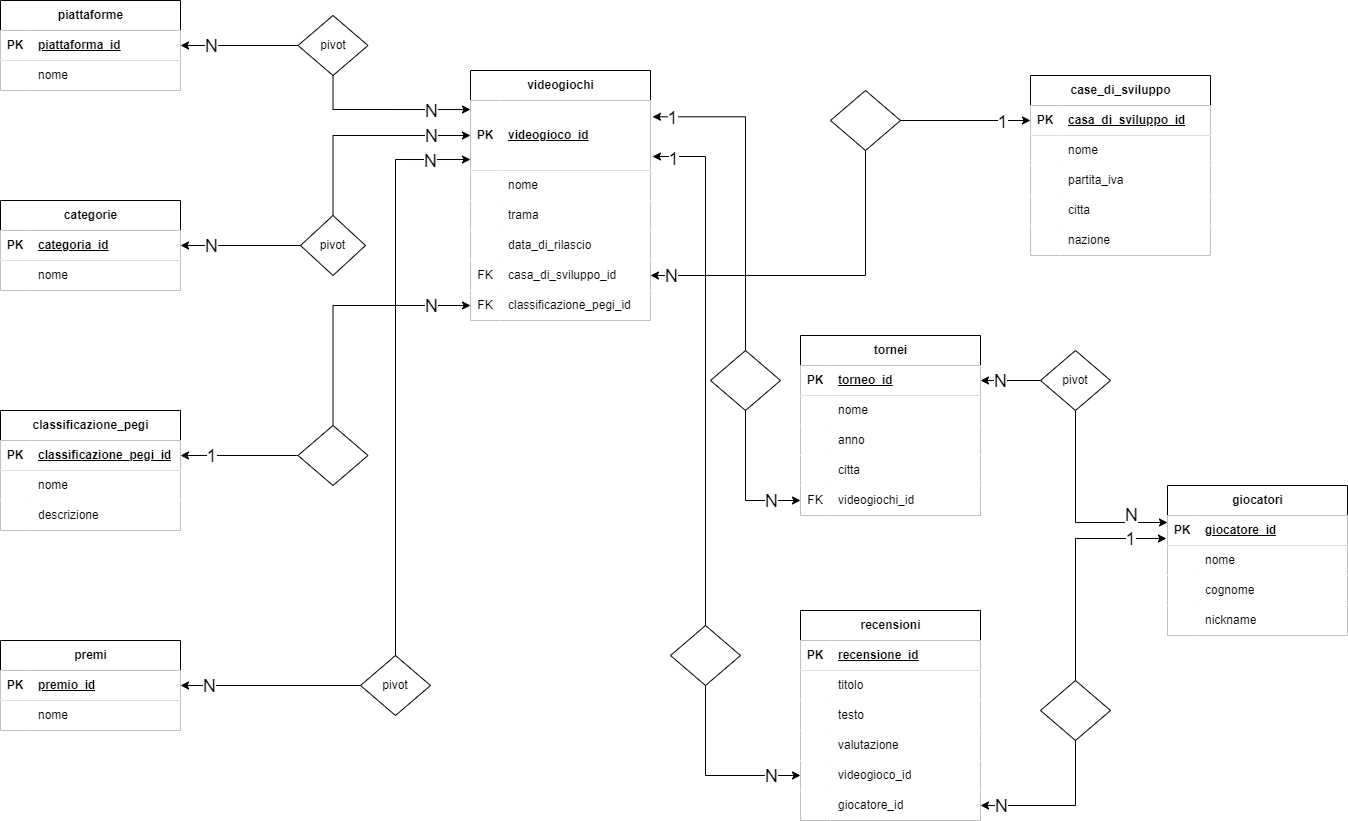 piattaforme
PK piattaforma_id
nome
N
pivot
N
videogiochi
PK videogioco_id
nome
trama
data_di_rilascio
FK casa_di_sviluppo_id
FK classificazione_pegi_id
N
N
N
1
1
N
1
case_di_sviluppo
PK casa_di_sviluppo_id
nome
partita_iva
citta
nazione
categorie
PK categoria_id
nome
N
pivot
classificazione_pegi
PK classificazione_pegi_id
nome
descrizione
1
tornei
PK torneo_id
nome
anno
citta
FK videogiochi_id
N
N
pivot
N
1
giocatori
PK giocatore_id
nome
cognome
nickname
premi
PK premio_id
nome
N
pivot
recensioni
PK recensione_id
titolo
testo
valutazione
videogioco_id
giocatore_id
N
N